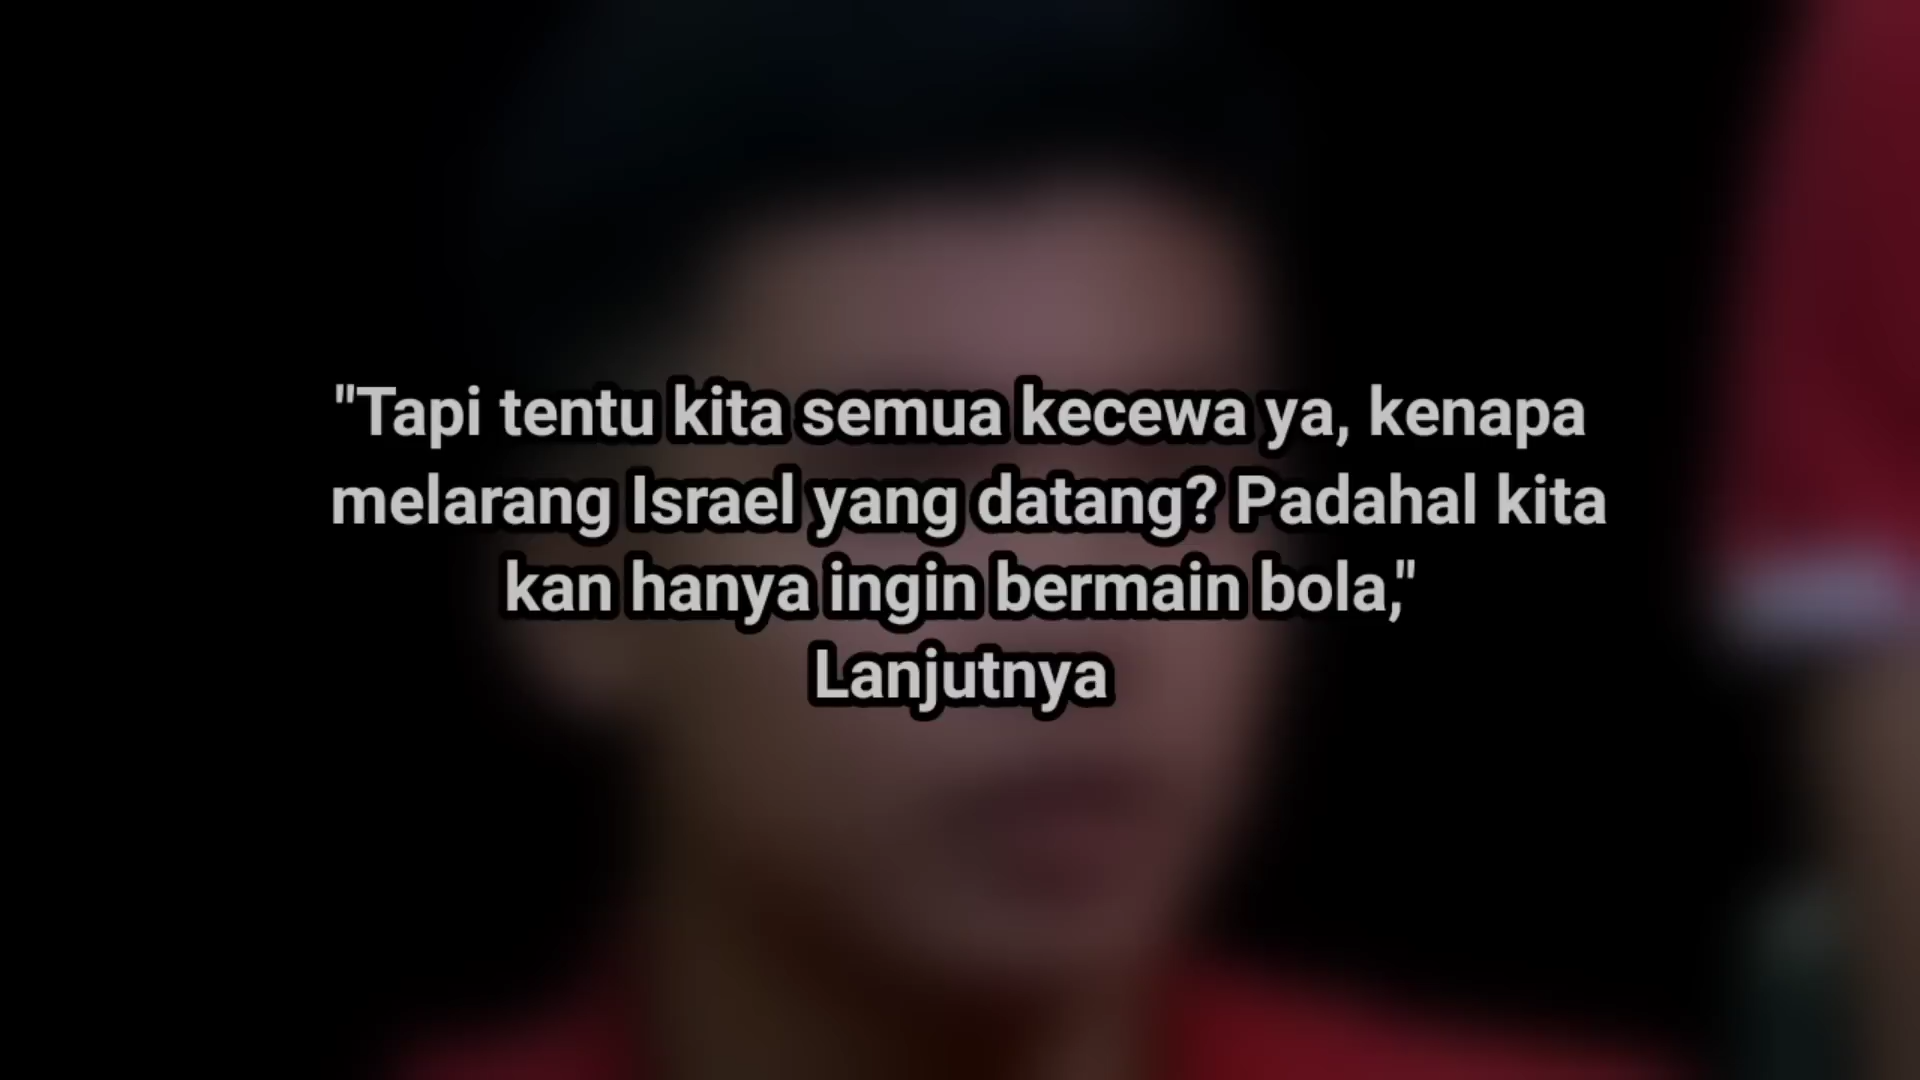 "Tapi tentu kita semua kecewa ya, kenapa
melarang Israel yang datang? Padahal kita
kan hanya ingin bermain bola,"
Lanjutnya